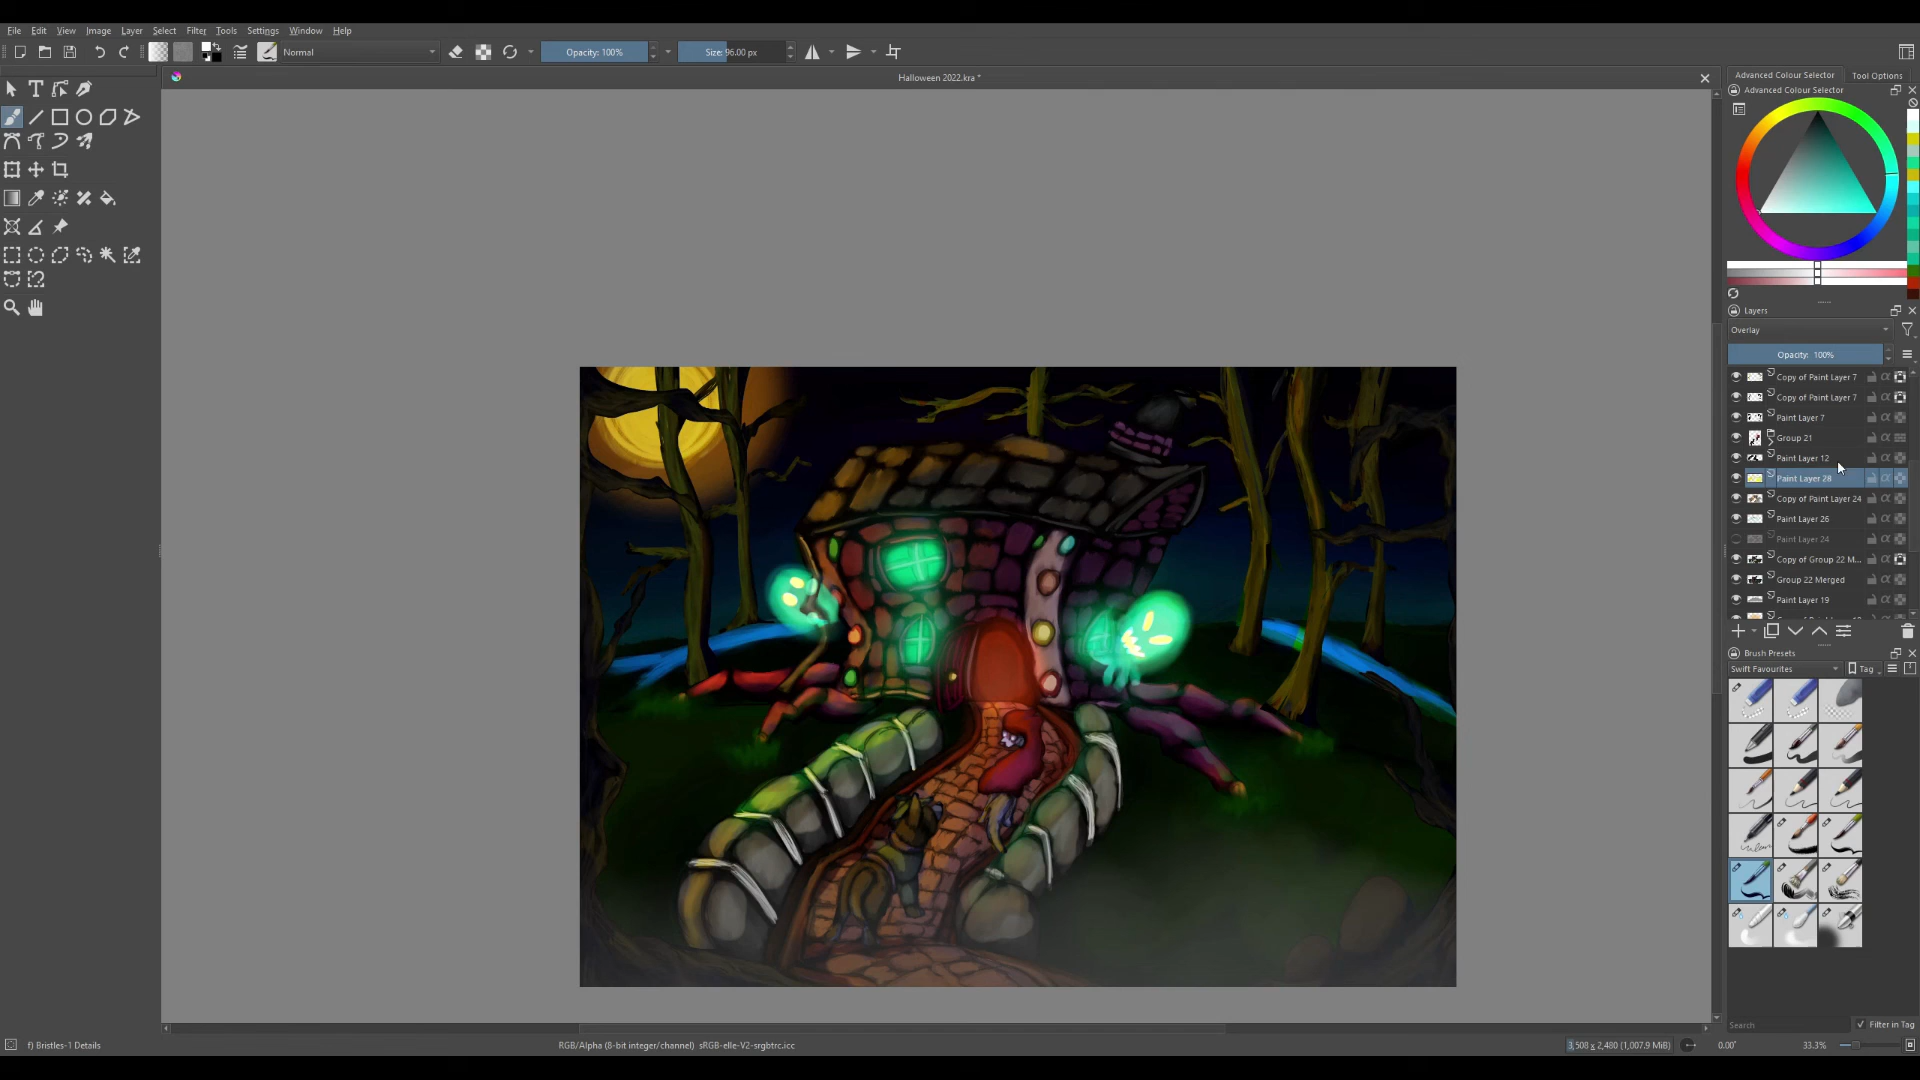 File Edit View Image Layer Select Filter Tools Settings Window Help
Normal Opacity: 100% Size: 96.00 px
Halloween 2022.kra *
Advanced Colour Selector Tool Options
Advanced Colour Selector
Layers
Overlay
Opacity: 100%
Copy of Paint Layer 7
Copy of Paint Layer 7
Paint Layer 7
Group 21
Paint Layer 12
Paint Layer 28
Copy of Paint Layer 24
Paint Layer 26
Paint Layer 24
Copy of Group 22 M...
Group 22 Merged
Paint Layer 19
Brush Presets
Swift Favourites Tag
Search Filter in Tag
f) Bristles-1 Details
RGB/Alpha (8-bit integer/channel) sRGB-elle-V2-srgbtrc.icc
3,508 x 2,480 (1,007.9 MiB) 0.00° 33.3%